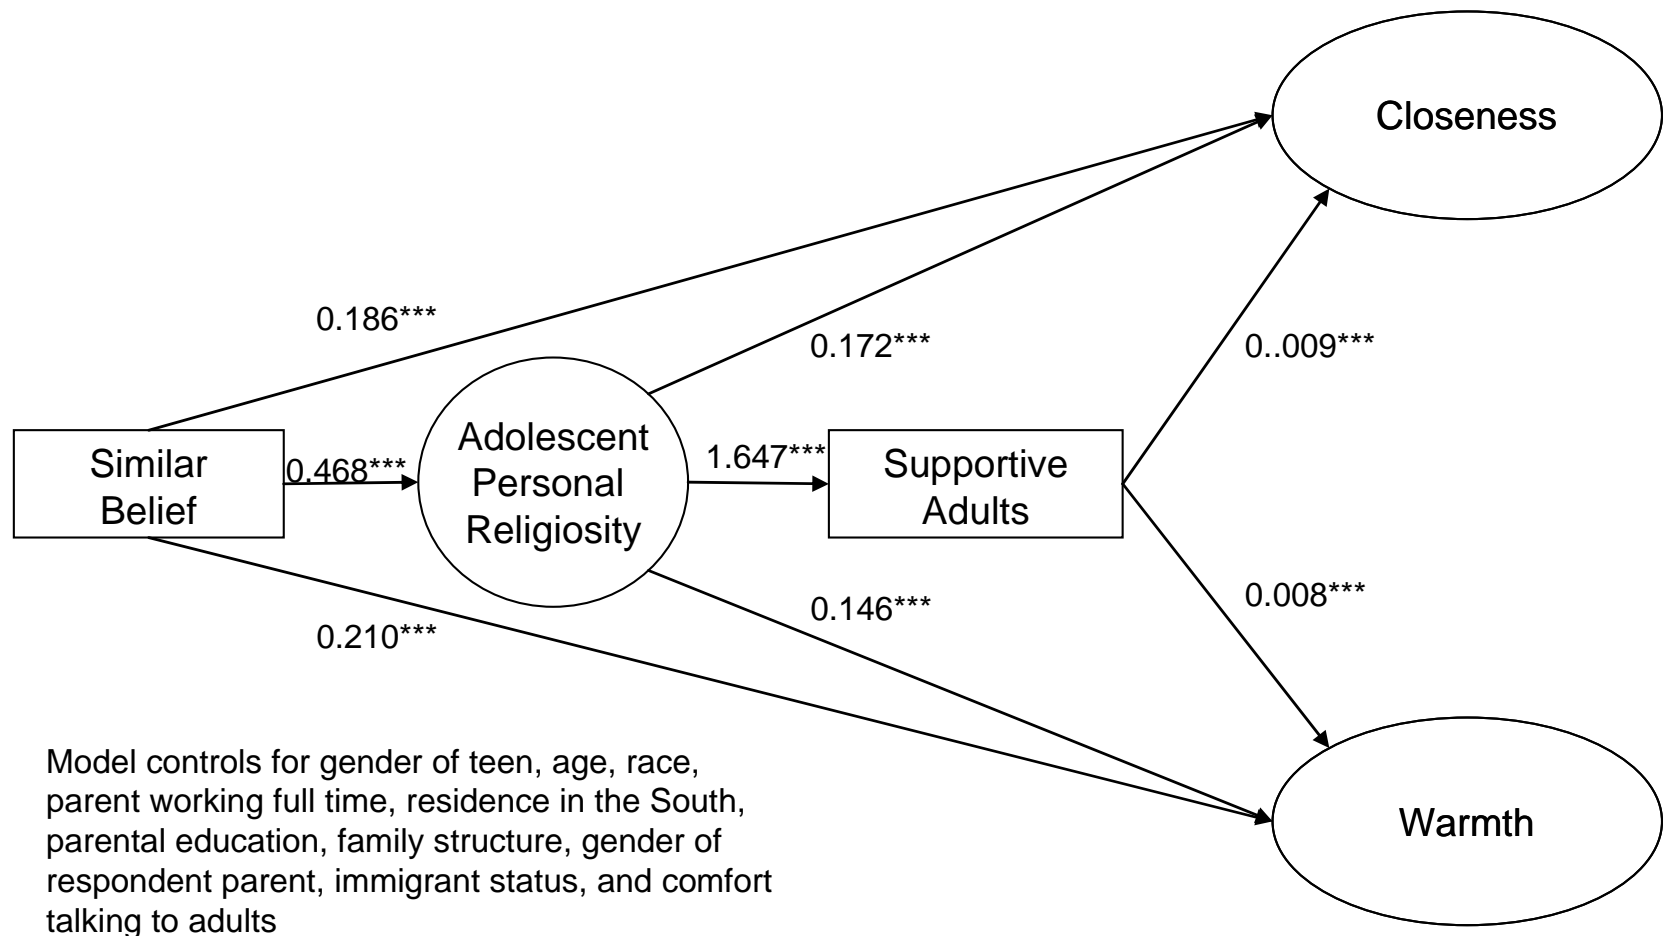 Closeness
0.186***
0.172***
0..009***
Similar
Belief
0.468***
Adolescent
Personal
Religiosity
1.647***
Supportive
Adults
0.210***
0.146***
0.008***
Model controls for gender of teen, age, race,
parent working full time, residence in the South,
parental education, family structure, gender of
respondent parent, immigrant status, and comfort
talking to adults
Warmth